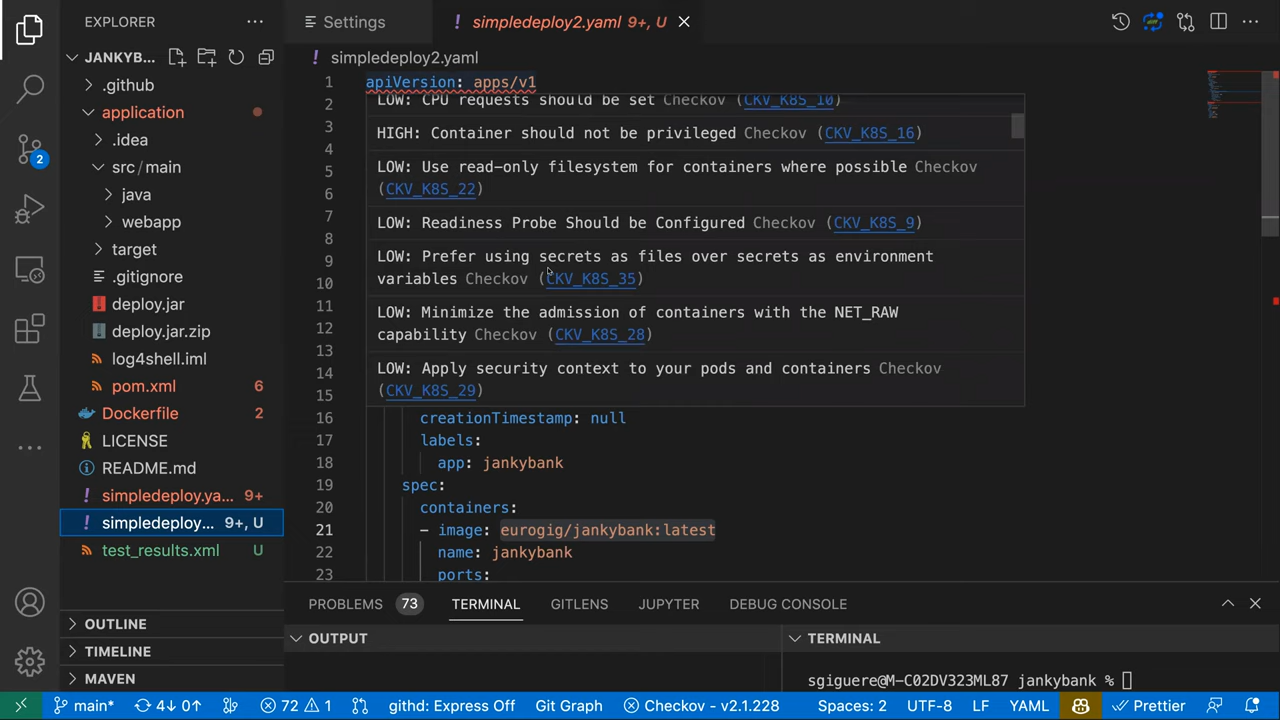 EXPLORER
Settings
simpledeploy2.yaml 9+, U
JANKYB...
.github
application
.idea
src / main
java
webapp
target
.gitignore
deploy.jar
deploy.jar.zip
log4shell.iml
pom.xml 6
Dockerfile 2
LICENSE
README.md
simpledeploy.ya... 9+
simpledeploy... 9+, U
test_results.xml U
OUTLINE
TIMELINE
MAVEN
2
simpledeploy2.yaml
1 apiVersion: apps/v1
2
3
4
5
6
7
8
9
10
11
12
13
14
15
LOW: CPU requests should be set Checkov (CKV_K8S_10)
HIGH: Container should not be privileged Checkov (CKV_K8S_16)
LOW: Use read-only filesystem for containers where possible Checkov
(CKV_K8S_22)
LOW: Readiness Probe Should be Configured Checkov (CKV_K8S_9)
LOW: Prefer using secrets as files over secrets as environment
variables Checkov (CKV_K8S_35)
LOW: Minimize the admission of containers with the NET_RAW
capability Checkov (CKV_K8S_28)
LOW: Apply security context to your pods and containers Checkov
(CKV_K8S_29)
16 creationTimestamp: null
17 labels:
18 app: jankybank
19 spec:
20 containers:
21 - image: eurogig/jankybank:latest
22 name: jankybank
23 ports:
PROBLEMS 73 TERMINAL GITLENS JUPYTER DEBUG CONSOLE
OUTPUT
TERMINAL
sgiguere@M-C02DV323ML87 jankybank %
main* 4↓ 0↑ 72 1 githd: Express Off Git Graph Checkov - v2.1.228 Spaces: 2 UTF-8 LF YAML Prettier